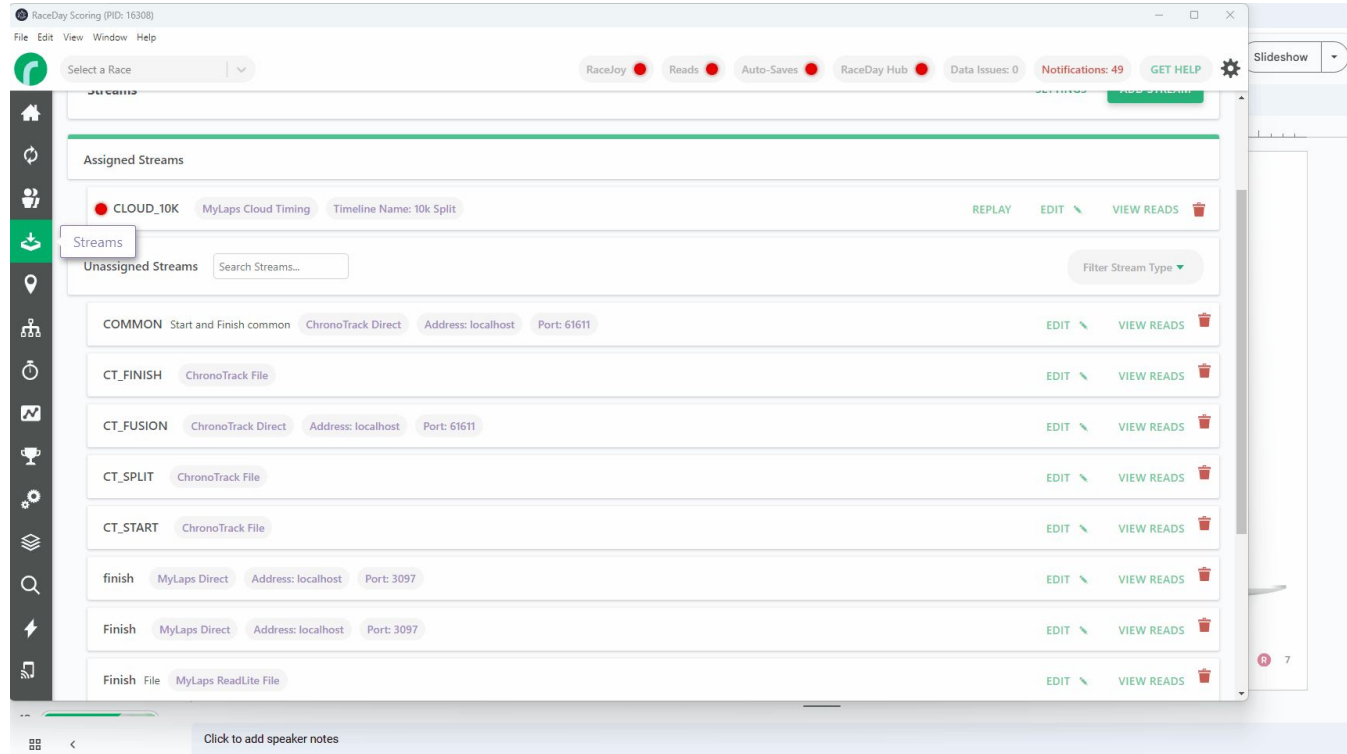 RaceDay Scoring (PID: 16308)
File Edit View Window Help
Slideshow
Select a Race
RaceJoy
Reads
Auto-Saves
RaceDay Hub
Data Issues: 0
Notifications: 49
GET HELP
Streams
SETTINGS
ADD STREAM
Assigned Streams
CLOUD_10K MyLaps Cloud Timing Timeline Name: 10k Split REPLAY EDIT VIEW READS
Streams
Unassigned Streams Search Streams... Filter Stream Type
COMMON Start and Finish common ChronoTrack Direct Address: localhost Port: 61611 EDIT VIEW READS
CT_FINISH ChronoTrack File EDIT VIEW READS
CT_FUSION ChronoTrack Direct Address: localhost Port: 61611 EDIT VIEW READS
CT_SPLIT ChronoTrack File EDIT VIEW READS
CT_START ChronoTrack File EDIT VIEW READS
finish MyLaps Direct Address: localhost Port: 3097 EDIT VIEW READS
Finish MyLaps Direct Address: localhost Port: 3097 EDIT VIEW READS
R 7
Finish File MyLaps ReadLite File EDIT VIEW READS
Click to add speaker notes